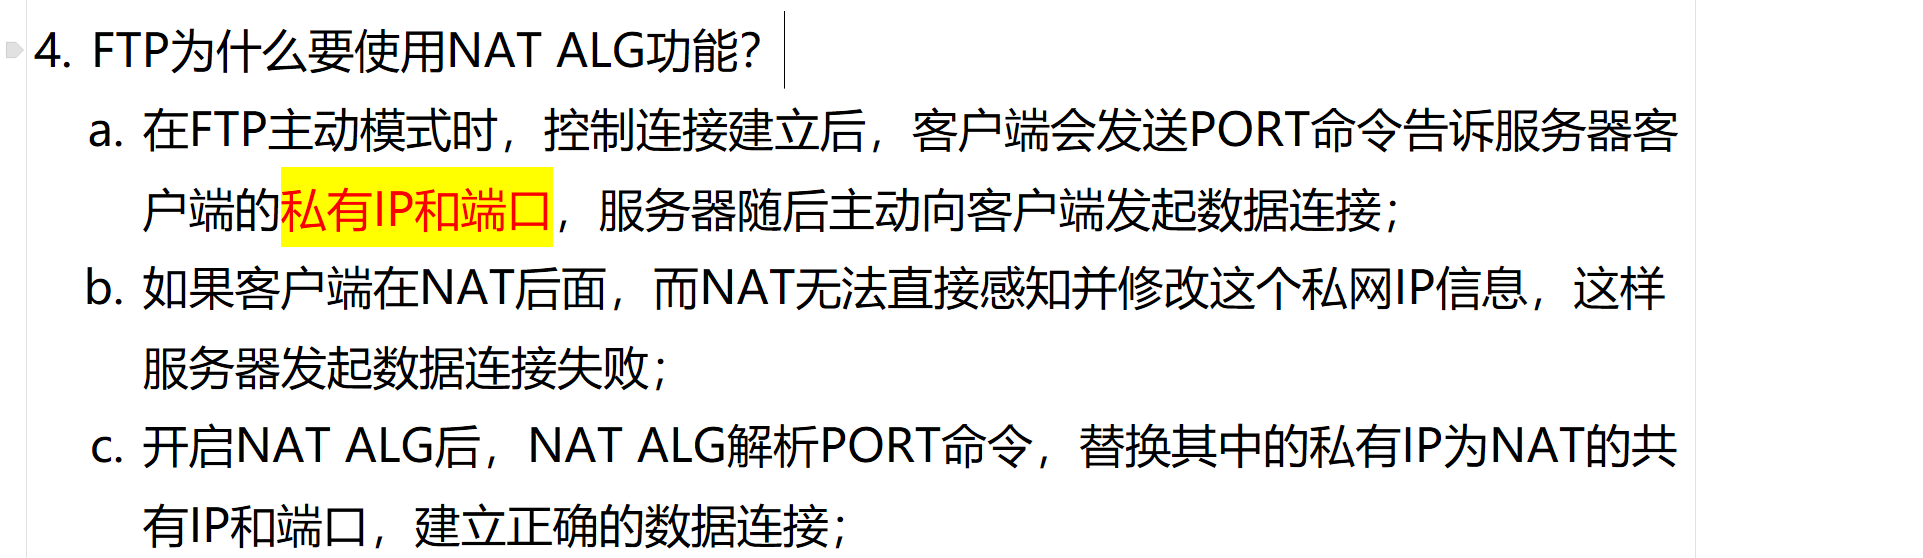 4. FTP为什么要使用NAT ALG功能？
a. 在FTP主动模式时，控制连接建立后，客户端会发送PORT命令告诉服务器客
户端的私有IP和端口，服务器随后主动向客户端发起数据连接；
b. 如果客户端在NAT后面，而NAT无法直接感知并修改这个私网IP信息，这样
服务器发起数据连接失败；
c. 开启NAT ALG后，NAT ALG解析PORT命令，替换其中的私有IP为NAT的共
有IP和端口，建立正确的数据连接；